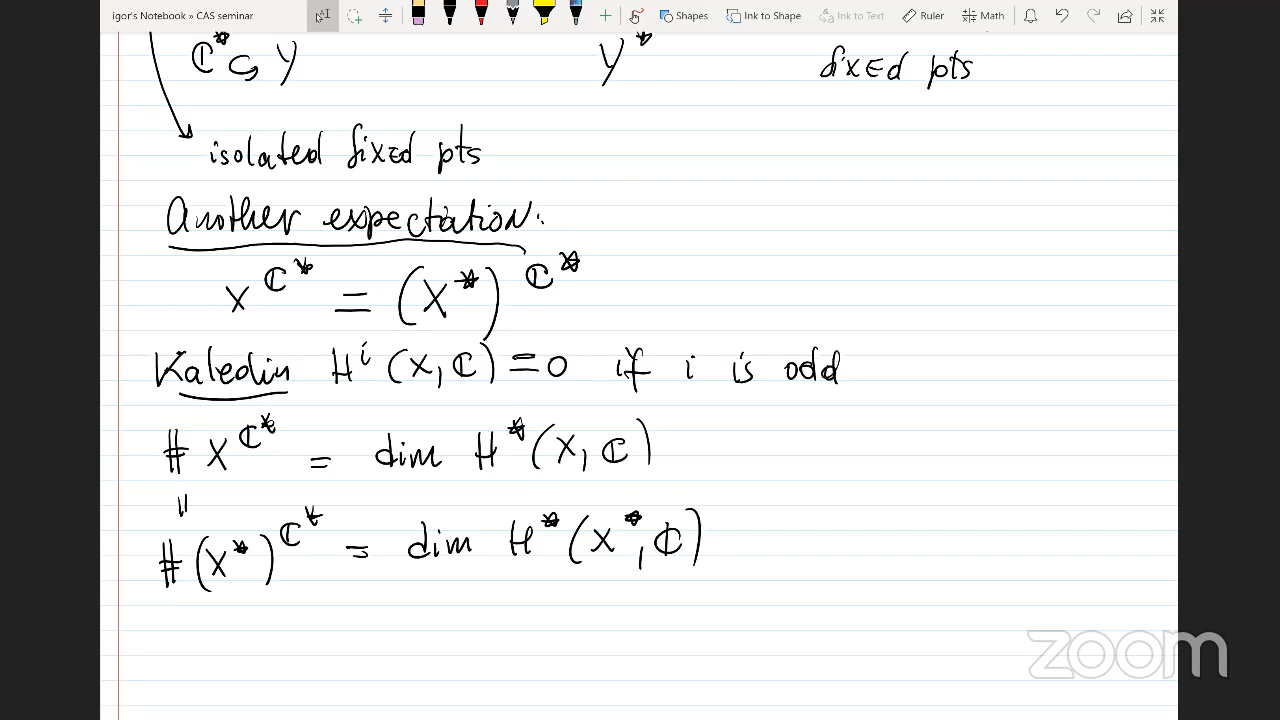 igor's Notebook » CAS seminar
Shapes Ink to Shape Ink to Text Ruler Math
ℂ* ↻ Y Y* fixed pts
isolated fixed pts
Another expectation:
X^{ℂ*} = (X*)^{ℂ*}
Kaledin H^i (X, ℂ) = 0 if i is odd
# X^{ℂ*} = dim H* (X, ℂ)
||
# (X*)^{ℂ*} = dim H* (X*, ℂ)
zoom